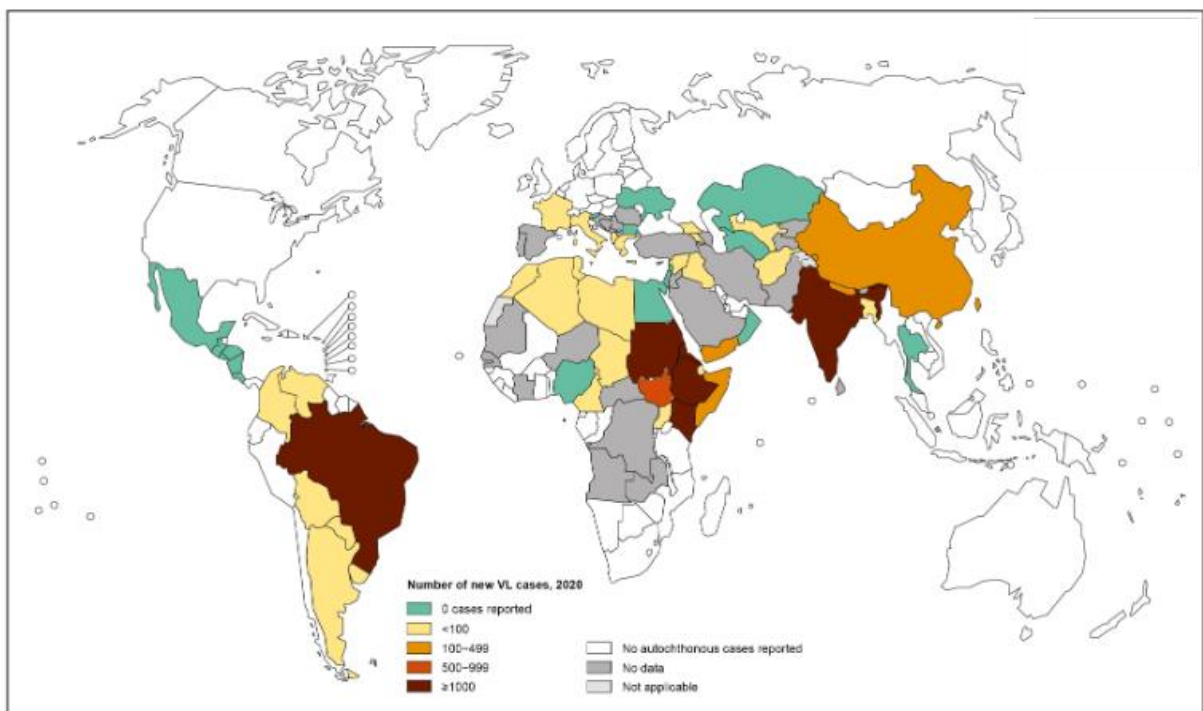 Number of new VL cases, 2020
0 cases reported
<100
100–499
500–999
≥1000
No autochthonous cases reported
No data
Not applicable